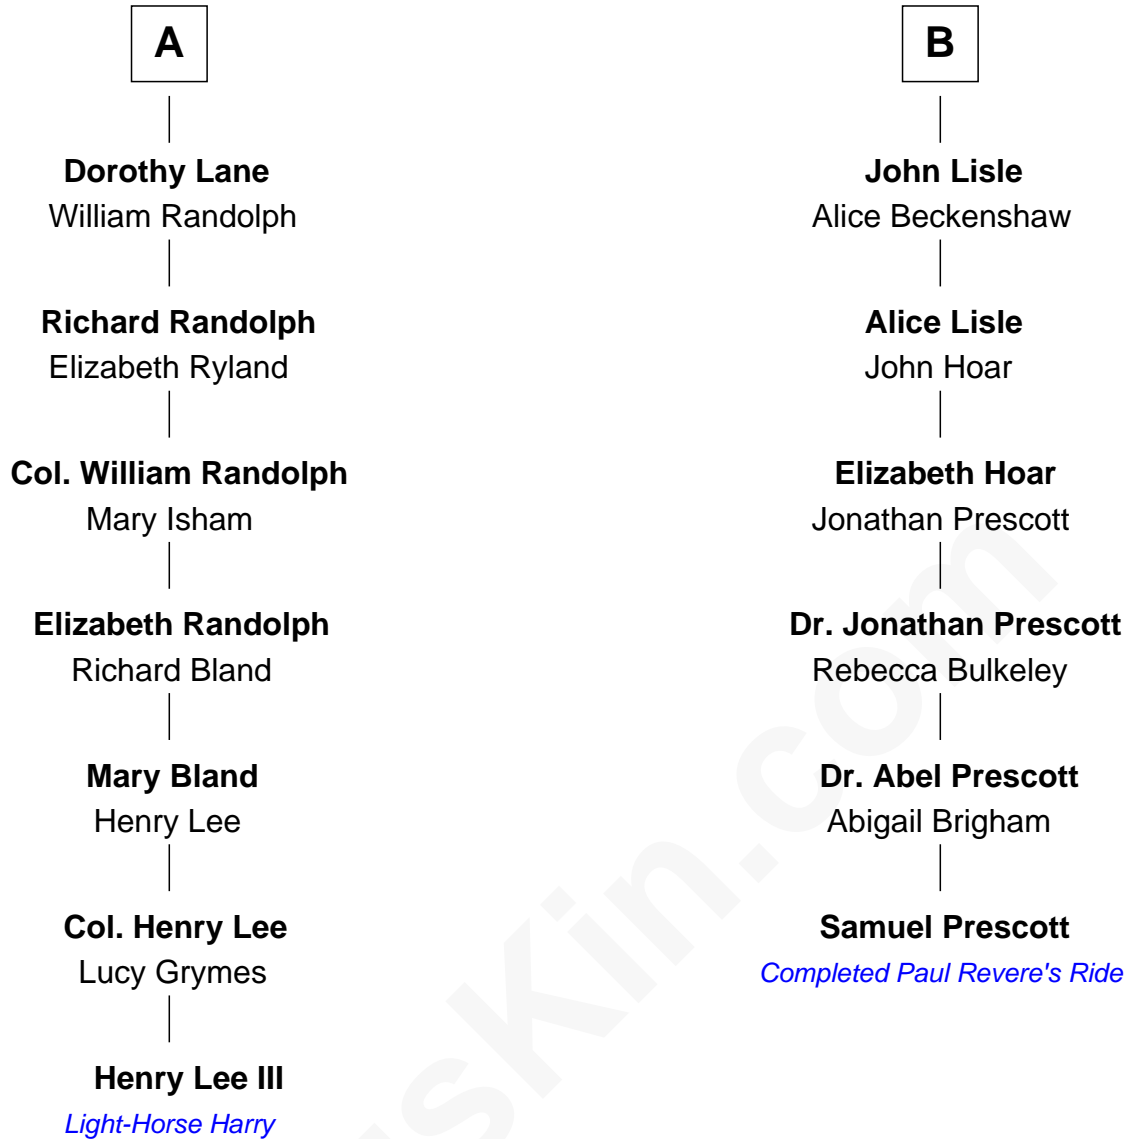 A
Dorothy Lane
William Randolph
Richard Randolph
Elizabeth Ryland
Col. William Randolph
Mary Isham
Elizabeth Randolph
Richard Bland
Mary Bland
Henry Lee
Col. Henry Lee
Lucy Grymes
Henry Lee III
Light-Horse Harry
B
John Lisle
Alice Beckenshaw
Alice Lisle
John Hoar
Elizabeth Hoar
Jonathan Prescott
Dr. Jonathan Prescott
Rebecca Bulkeley
Dr. Abel Prescott
Abigail Brigham
Samuel Prescott
Completed Paul Revere's Ride
sKin.com